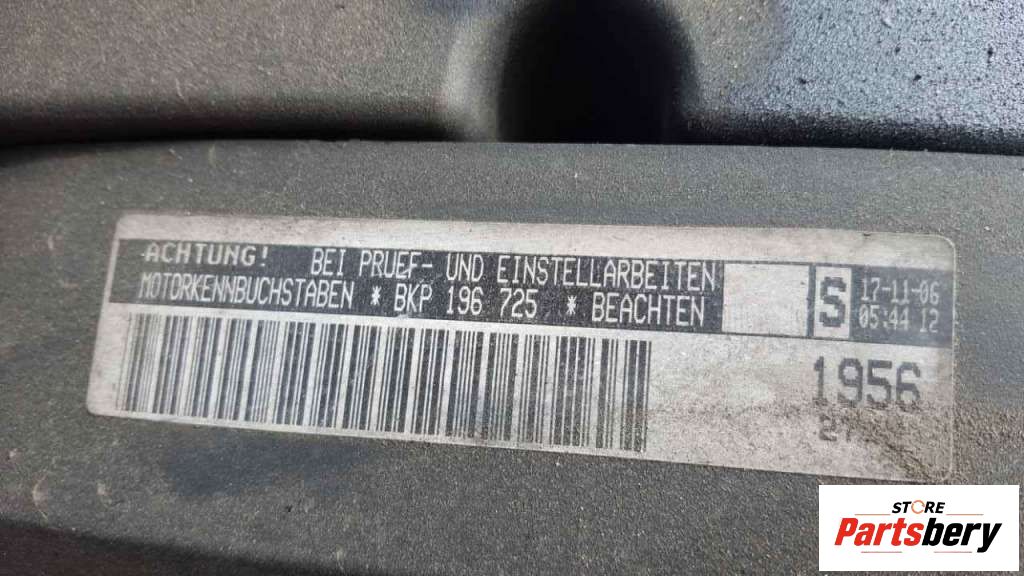 ACHTUNG! BEI PRUEF- UND EINSTELLARBEITEN
MOTORKENNBUCHSTABEN * BKP 196 725 * BEACHTEN
S
17-11-06
05:44 12
1956
STORE
Partsbery